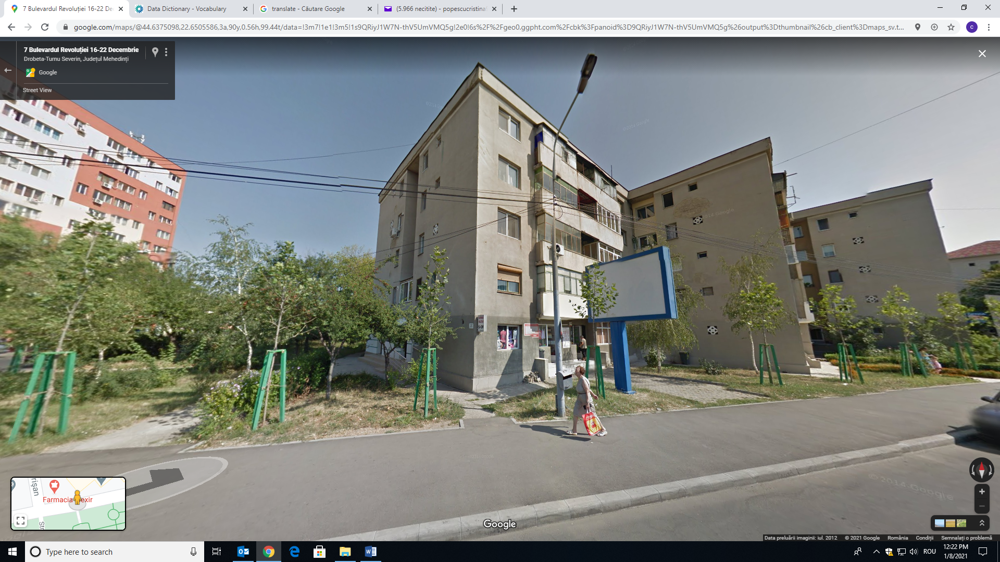 7 Bulevardul Revoluției 16-22 De
Data Dictionary - Vocabulary
translate - Căutare Google
(5.966 necitite) - popescucristina
google.com/maps/@44.6375098,22.6505586,3a,90y,0.56h,99.44t/data=!3m7!1e1!3m5!1s9QRiyJ1W7N-thV5UmVMQ5g!2e0!6s%2F%2Fgeo0.ggpht.com%2Fcbk%3Fpanoid%3D9QRiyJ1W7N-thV5UmVMQ5g%26output%3Dthumbnail%26cb_client%3Dmaps_sv.t...
c
7 Bulevardul Revoluției 16-22 Decembrie
Drobeta-Turnu Severin, Județul Mehedinți
Google
Street View
©2014 Google
rișan
Farmacia
exir
Str
Google
© 2014 Google
Data preluării imaginii: iul. 2012 © 2021 Google România Condiții Semnalați o problemă
Type here to search
ROU
12:22 PM
1/8/2021